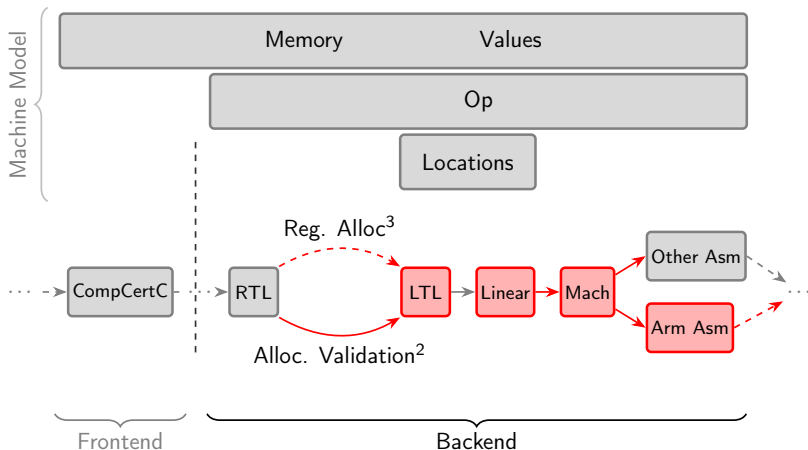 Machine Model
Memory Values
Op
Locations
Reg. Alloc³
... CompCertC ... RTL LTL Linear Mach Other Asm ...
Arm Asm
Alloc. Validation²
Frontend Backend